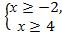 x ≥ −2,
x ≥ 4